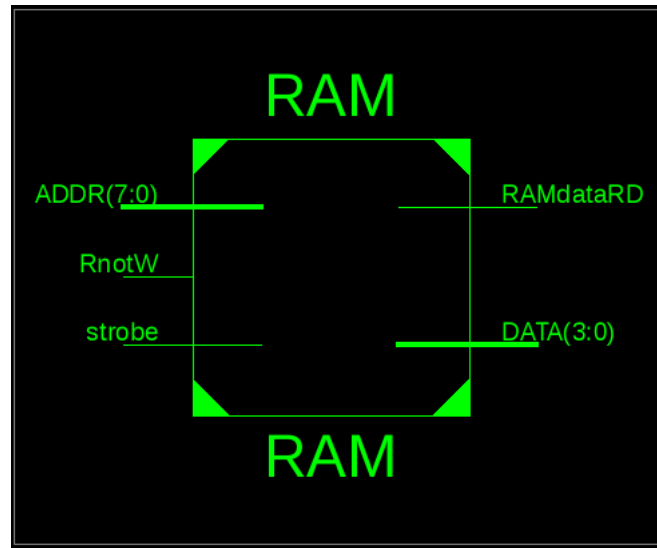 RAM
ADDR(7:0)
RAMdataRD
RnotW
strobe
DATA(3:0)
RAM